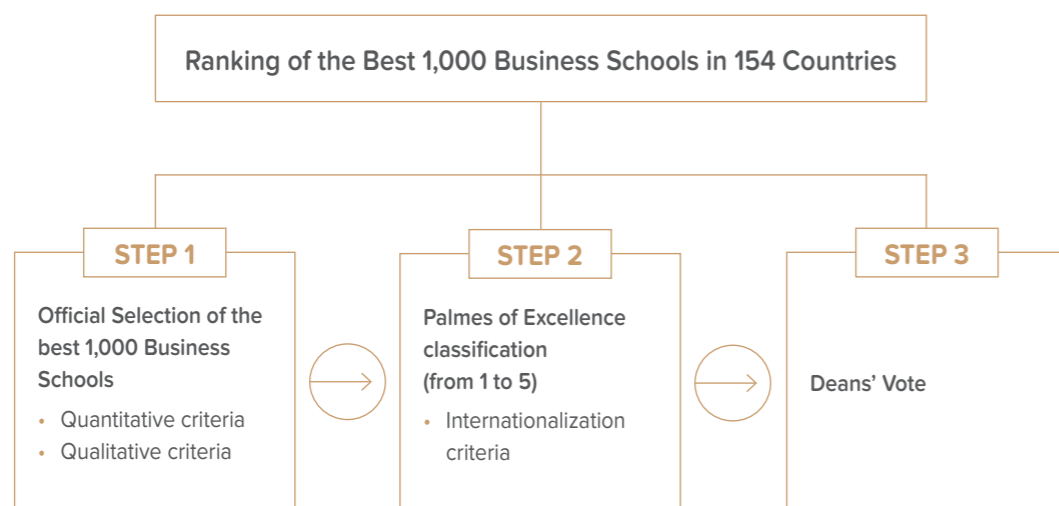 Ranking of the Best 1,000 Business Schools in 154 Countries
STEP 1
Official Selection of the
best 1,000 Business
Schools
• Quantitative criteria
• Qualitative criteria
STEP 2
Palmes of Excellence
classification
(from 1 to 5)
• Internationalization
criteria
STEP 3
Deans’ Vote